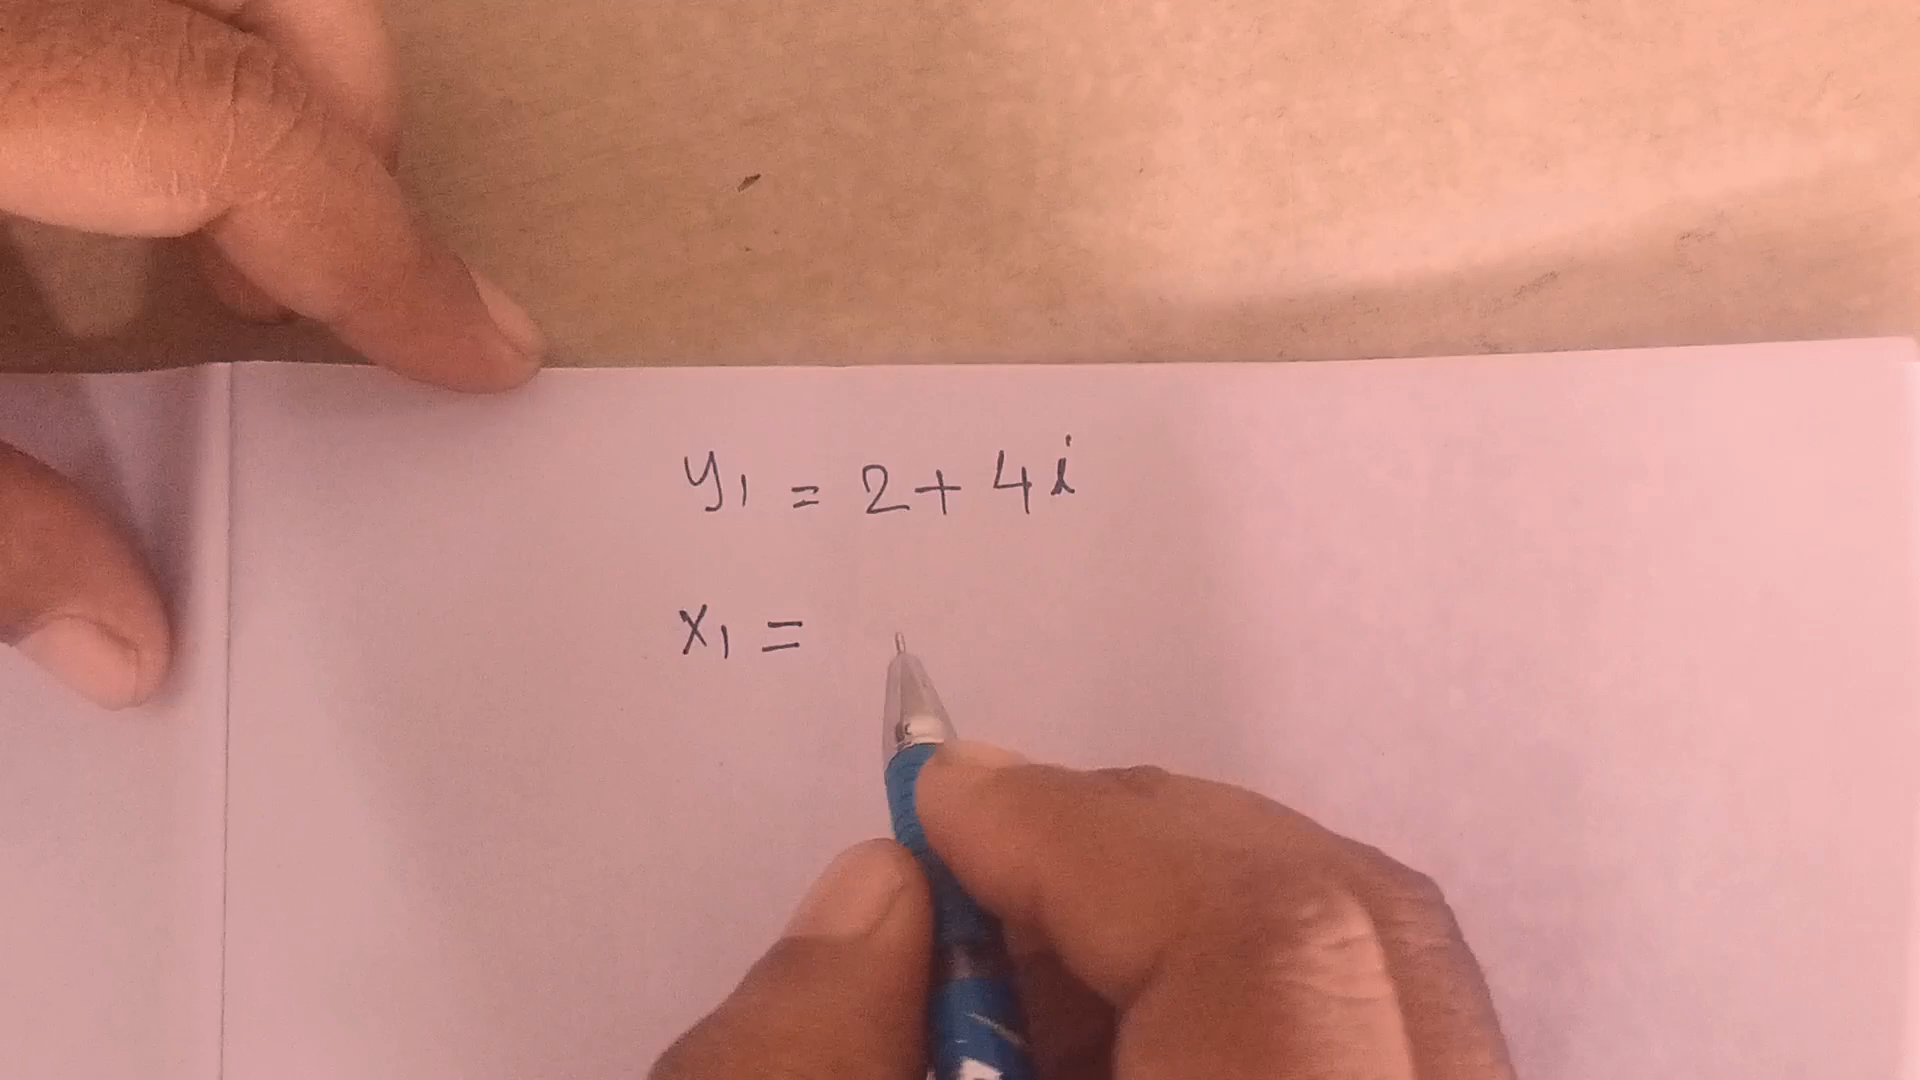 y₁ = 2 + 4i
x₁ =